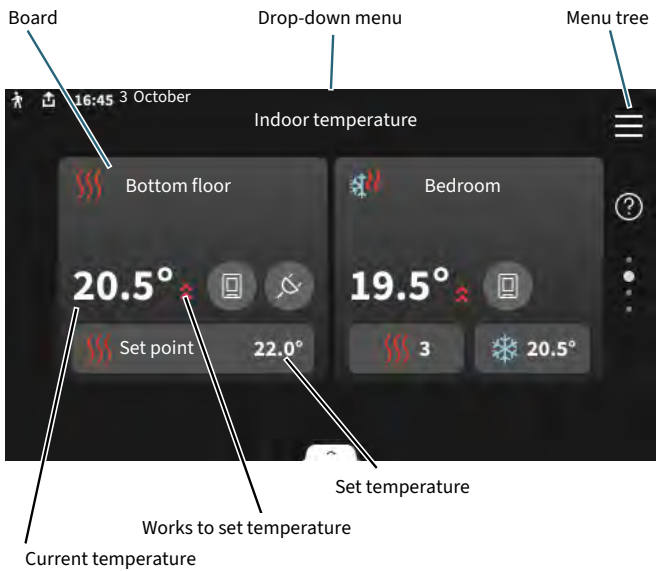 Board
Drop-down menu
Menu tree
16:45 3 October
Indoor temperature
Bottom floor
Bedroom
?
20.5°
19.5°
Set point 22.0°
3
20.5°
Set temperature
Works to set temperature
Current temperature